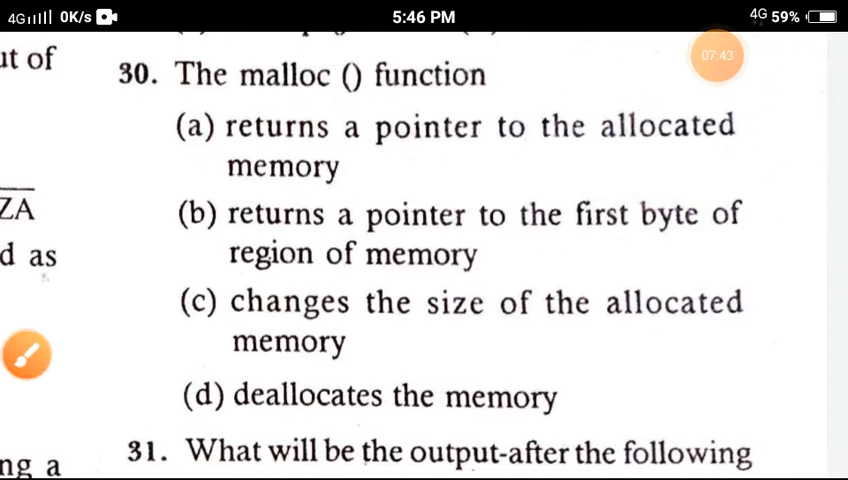 4G 0K/s 5:46 PM 4G 59%
07:43
ut of
30. The malloc () function
(a) returns a pointer to the allocated
memory
ZA
(b) returns a pointer to the first byte of
d as
region of memory
(c) changes the size of the allocated
memory
(d) deallocates the memory
31. What will be the output-after the following
ng a